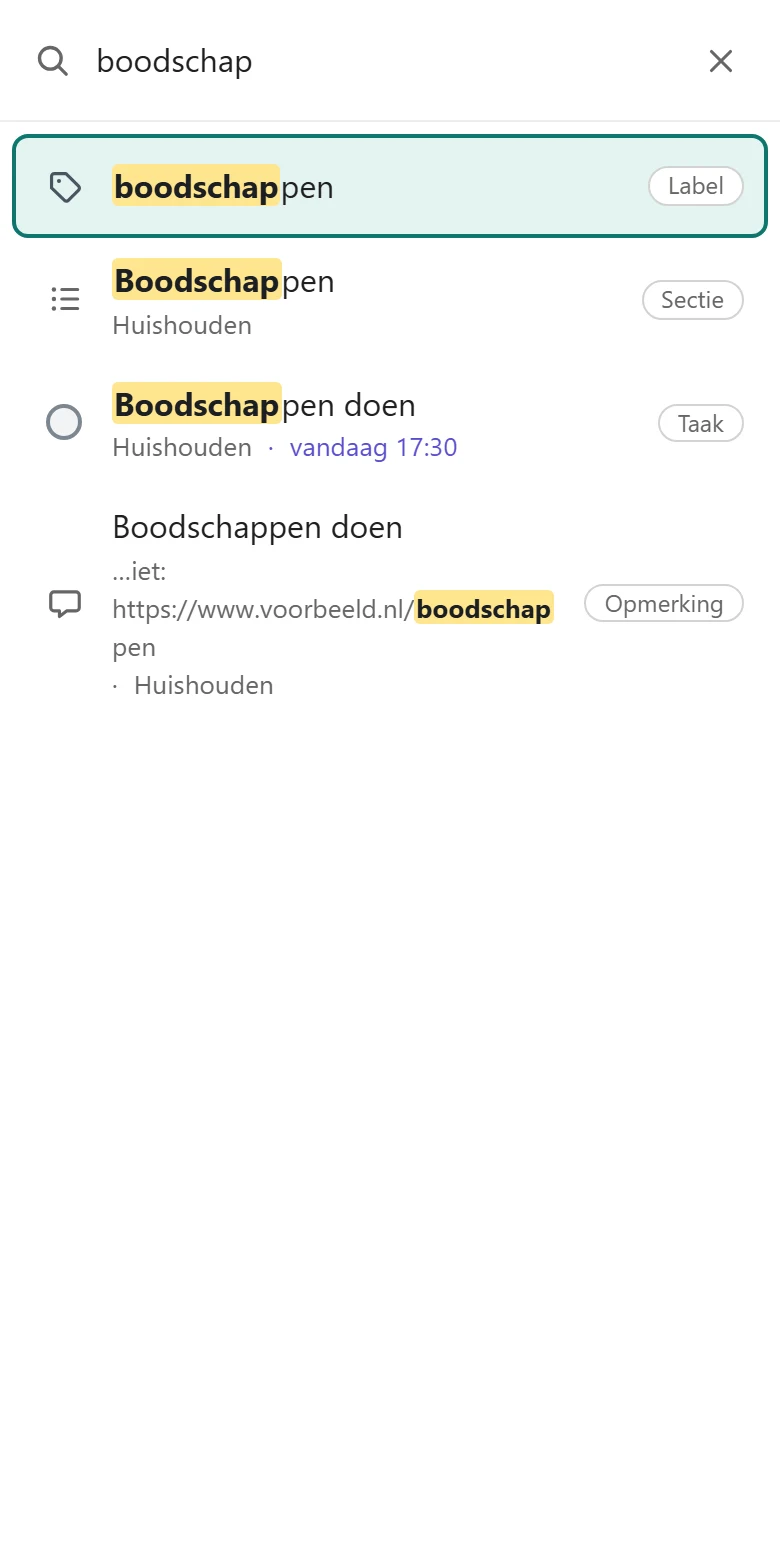 boodschap
boodschappen Label
Boodschappen
Huishouden
Sectie
Boodschappen doen
Huishouden · vandaag 17:30
Taak
Boodschappen doen
...iet:
https://www.voorbeeld.nl/boodschap
pen
· Huishouden
Opmerking